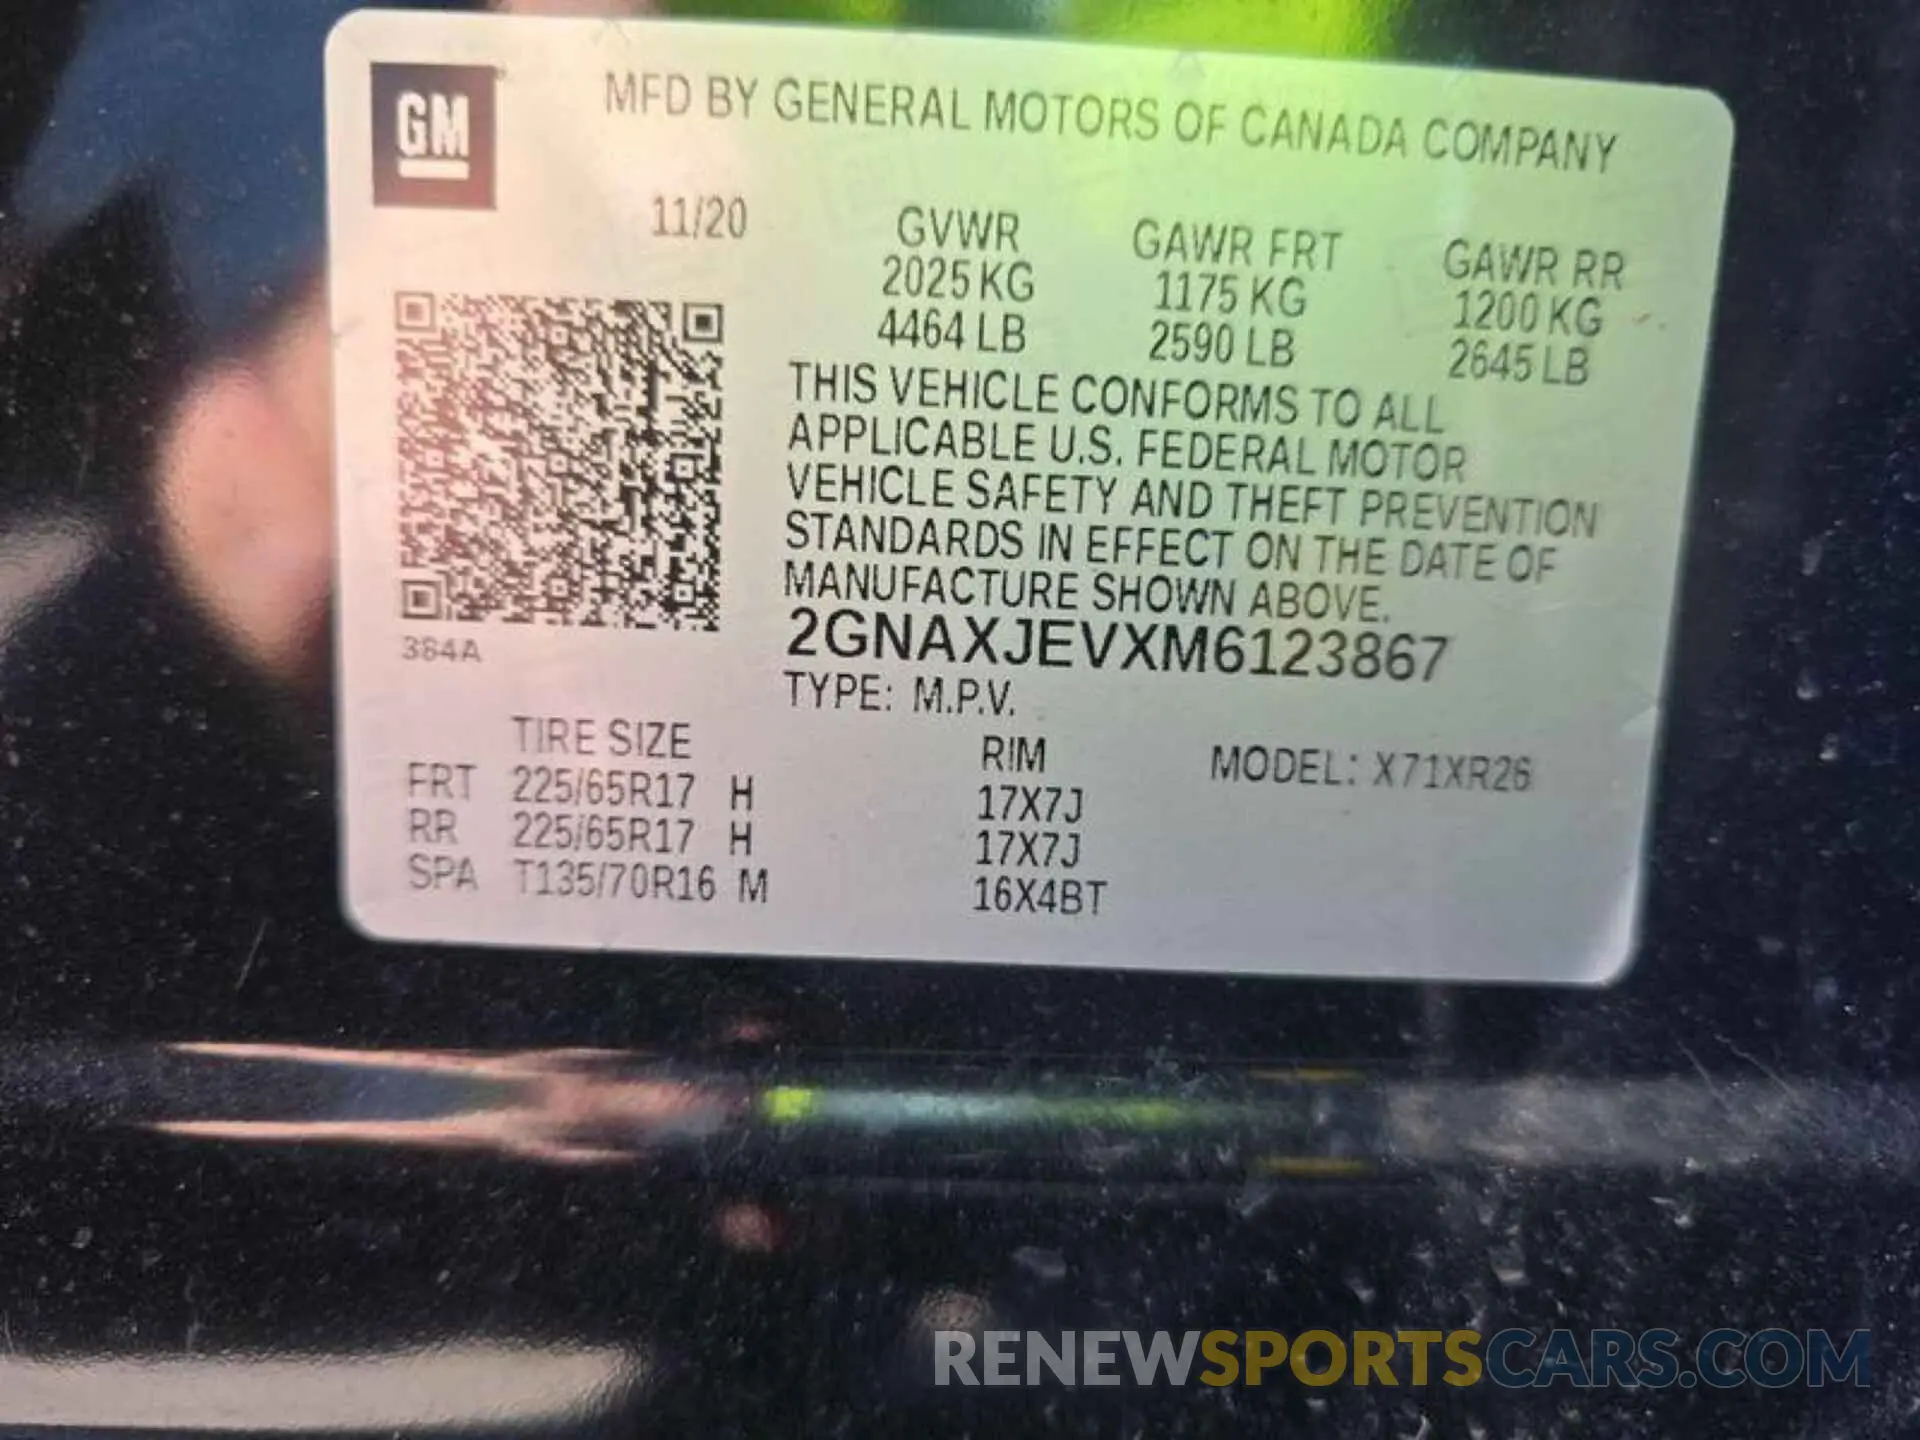 GM
MFD BY GENERAL MOTORS OF CANADA COMPANY
11/20
GVWR
2025 KG
4464 LB
GAWR FRT
1175 KG
2590 LB
GAWR RR
1200 KG
2645 LB
THIS VEHICLE CONFORMS TO ALL
APPLICABLE U.S. FEDERAL MOTOR
VEHICLE SAFETY AND THEFT PREVENTION
STANDARDS IN EFFECT ON THE DATE OF
MANUFACTURE SHOWN ABOVE.
384A
2GNAXJEVXM6123867
TYPE: M.P.V.
TIRE SIZE RIM MODEL: X71XR26
FRT 225/65R17 H 17X7J
RR 225/65R17 H 17X7J
SPA T135/70R16 M 16X4BT
RENEWSPORTSCARS.COM